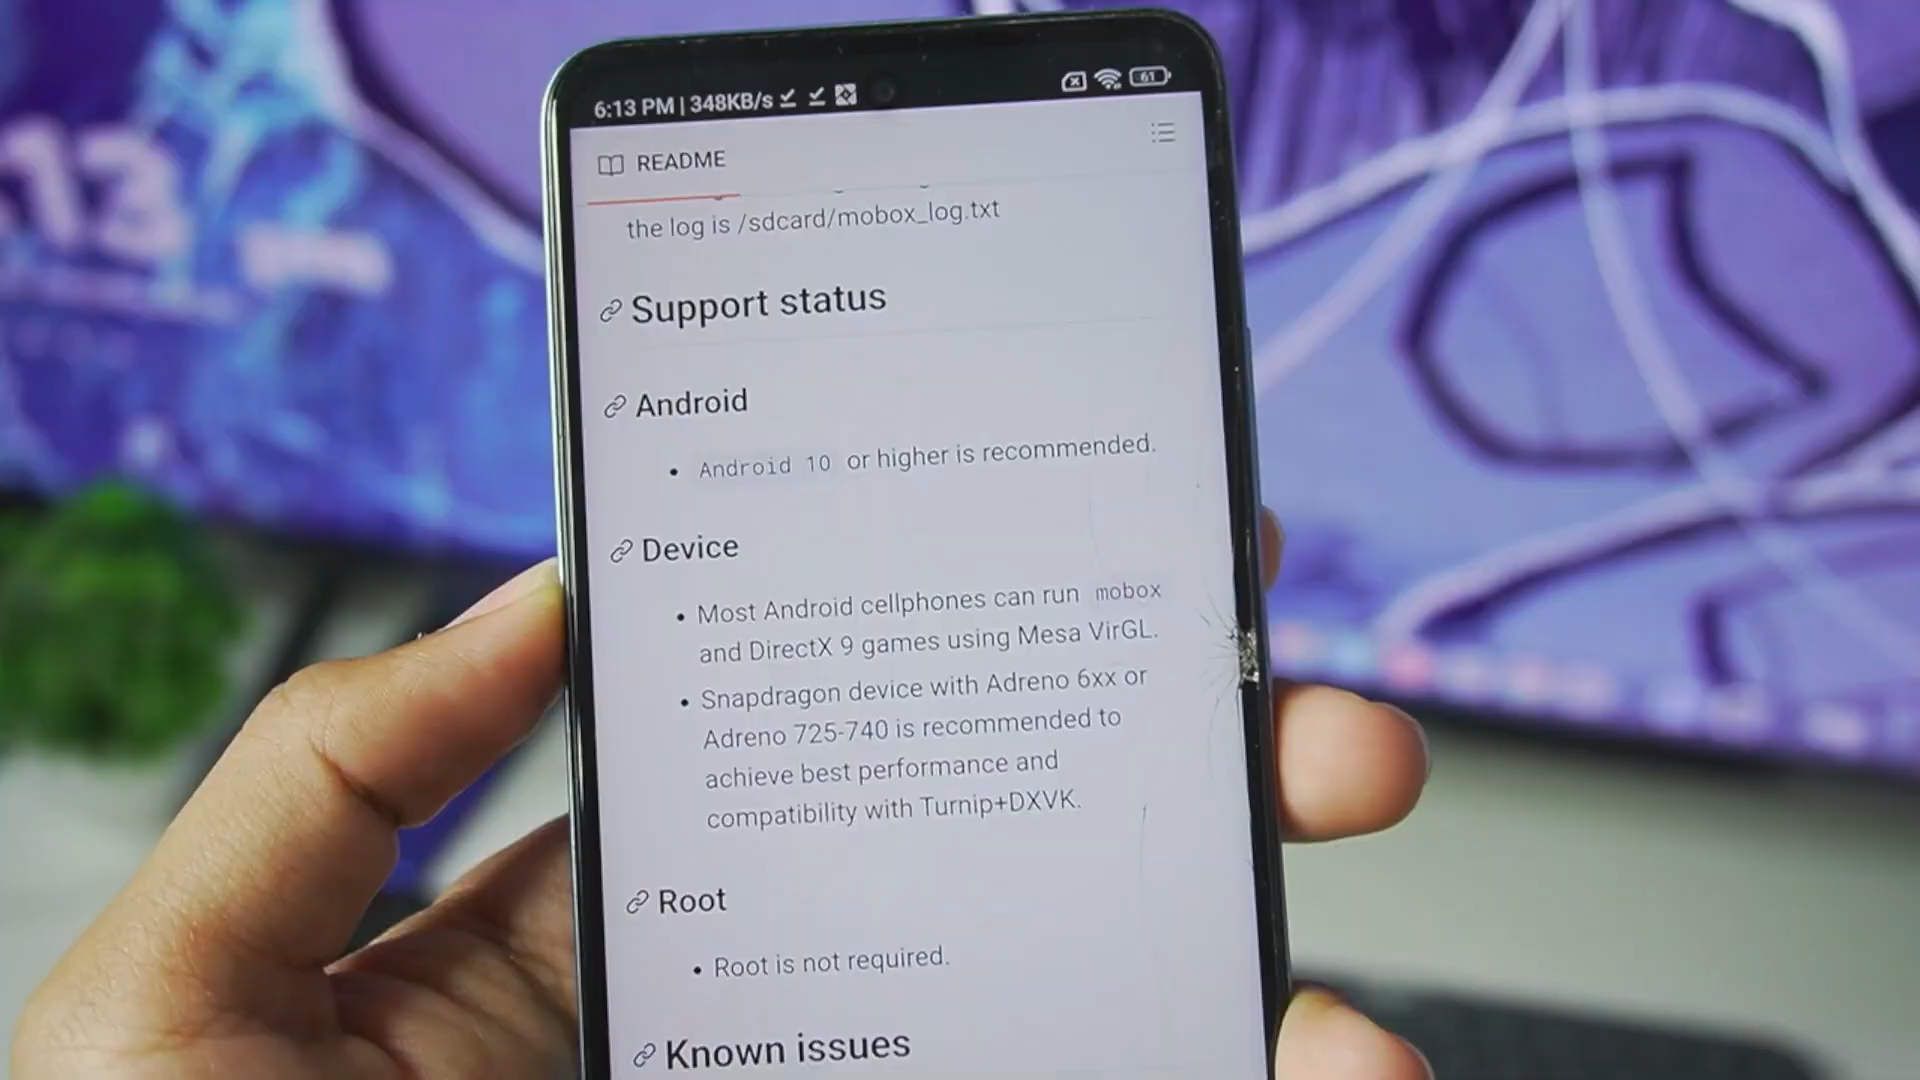 6:13 PM | 348KB/s
61
README
the log is /sdcard/mobox_log.txt
Support status
Android
• Android 10 or higher is recommended.
Device
• Most Android cellphones can run mobox
and DirectX 9 games using Mesa VirGL.
• Snapdragon device with Adreno 6xx or
Adreno 725-740 is recommended to
achieve best performance and
compatibility with Turnip+DXVK.
Root
• Root is not required.
Known issues
13